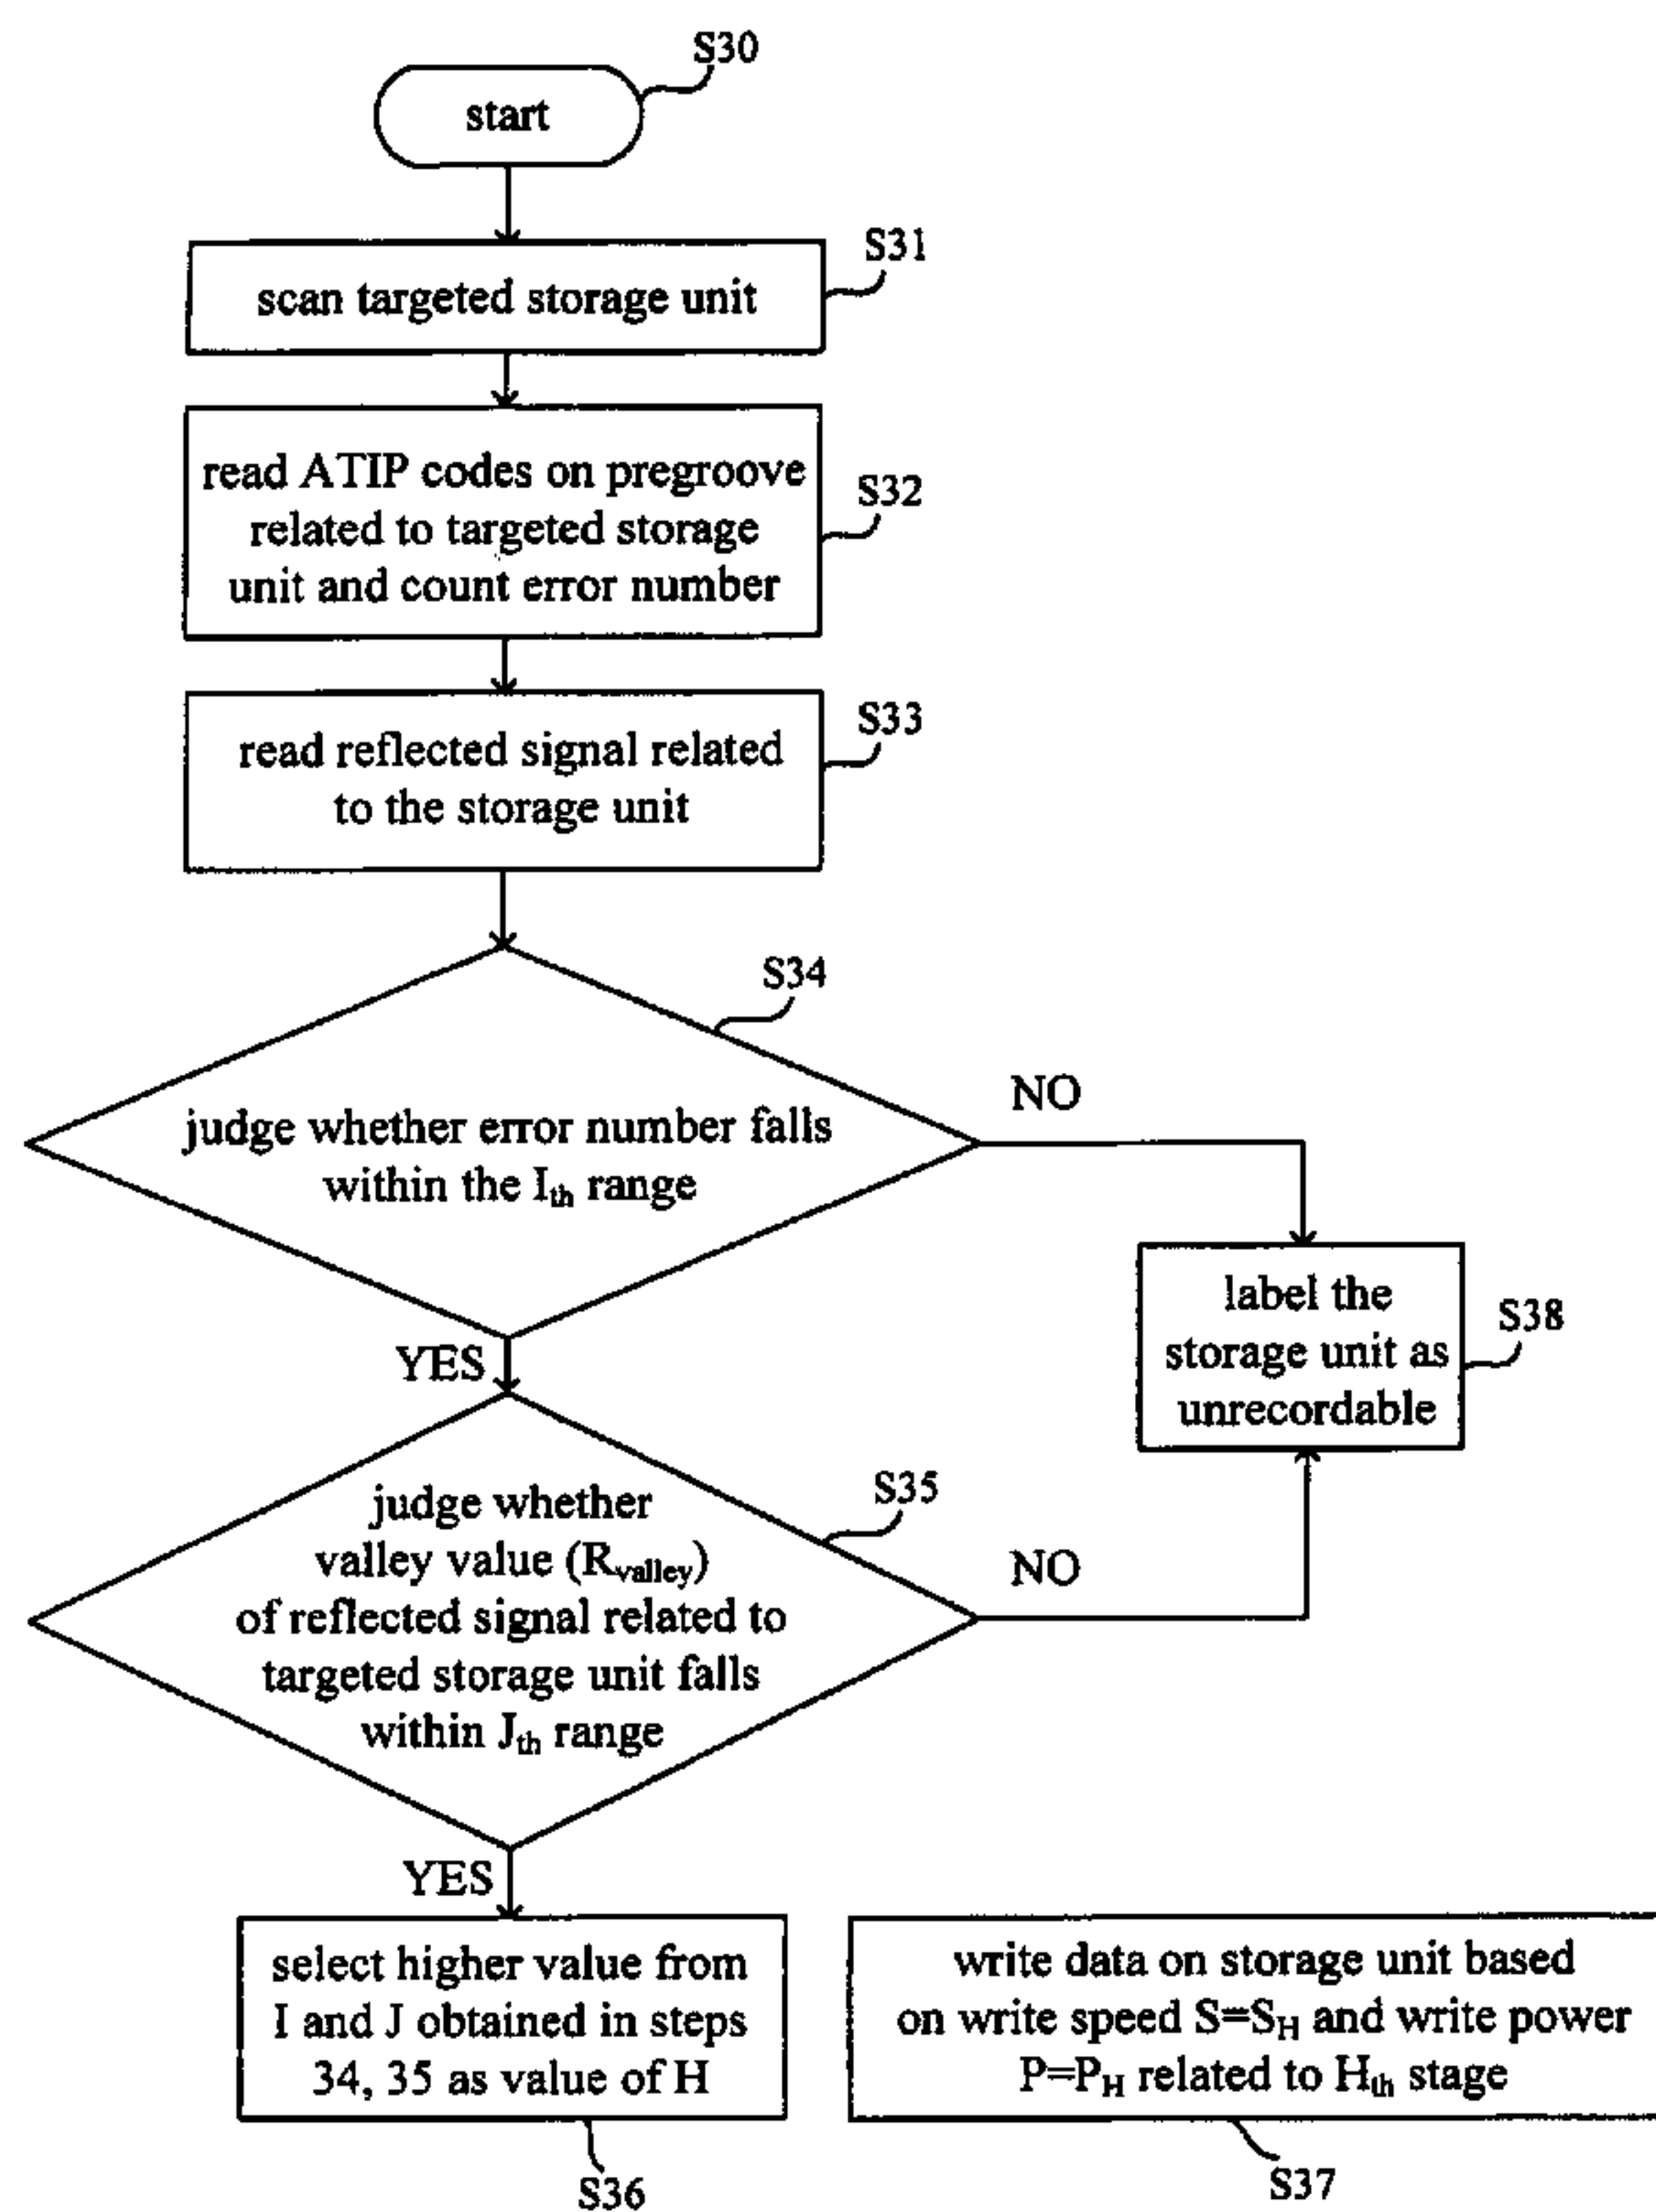 S30
start
S31
scan targeted storage unit
S32
read ATIP codes on pregroove
related to targeted storage
unit and count error number
S33
read reflected signal related
to the storage unit
S34
NO
judge whether error number falls
within the Ith range
label the
storage unit as
unrecordable
S38
YES
S35
judge whether
valley value (Rvalley)
of reflected signal related to
targeted storage unit falls
within Jth range
NO
YES
select higher value from
I and J obtained in steps
34, 35 as value of H
S36
write data on storage unit based
on write speed S=SH and write power
P=PH related to Hth stage
S37